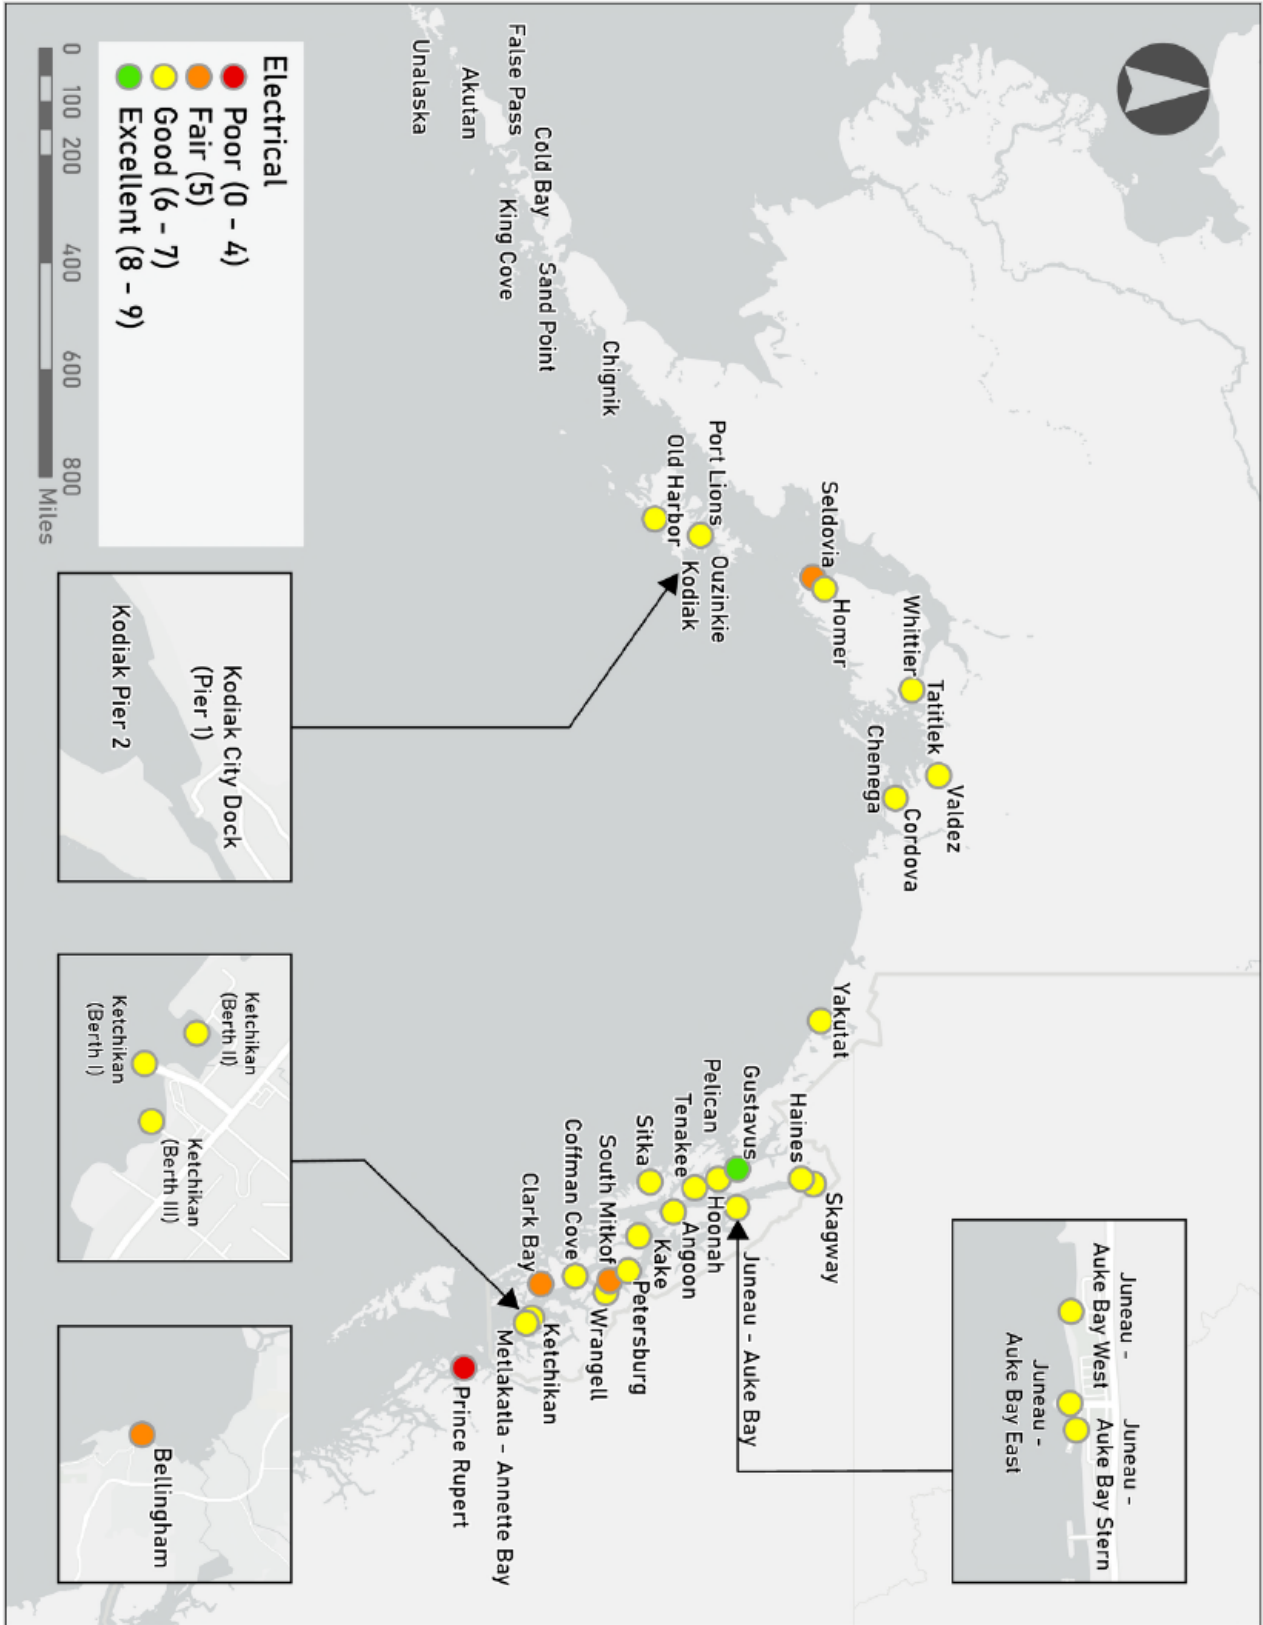 Unalaska
Akutan
False Pass
Cold Bay
King Cove
Sand Point
Chignik
Port Lions
Old Harbor
Ouzinkie
Kodiak
Seldovia
Homer
Whittier
Tatitlek
Chenega
Valdez
Cordova
Yakutat
Haines
Skagway
Gustavus
Pelican
Hoonah
Tenakee
Angoon
Juneau - Auke Bay
Sitka
Kake
South Mitkof
Petersburg
Coffman Cove
Wrangell
Clark Bay
Ketchikan
Metlakatla - Annette Bay
Prince Rupert
Juneau -
Auke Bay West
Juneau -
Auke Bay Stern
Juneau -
Auke Bay East
Electrical
Poor (0 - 4)
Fair (5)
Good (6 - 7)
Excellent (8 - 9)
0 100 200 400 600 800
Miles
Kodiak City Dock
(Pier 1)
Kodiak Pier 2
Ketchikan
(Berth II)
Ketchikan
(Berth III)
Ketchikan
(Berth I)
Bellingham